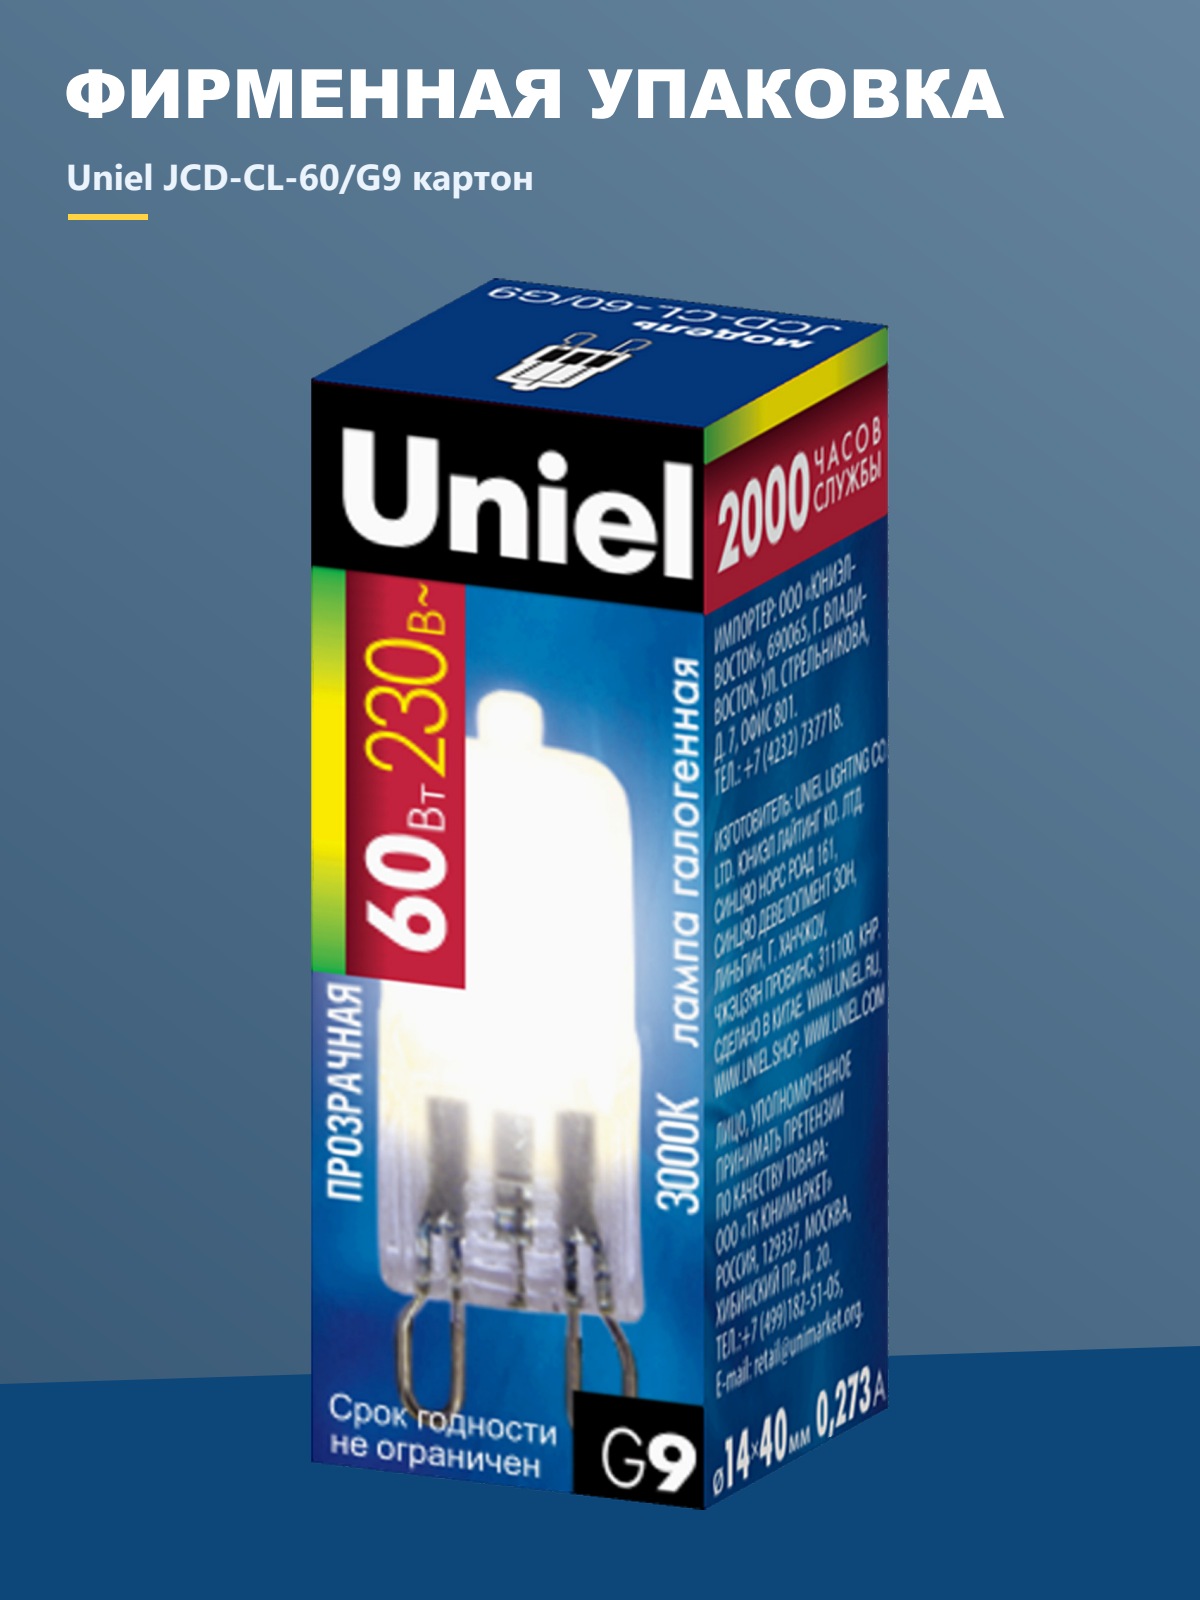 ФИРМЕННАЯ УПАКОВКА
Uniel JCD-CL-60/G9 картон
модель
JCD-CL-60/G9
Uniel
60Вт 230В~
ПРОЗРАЧНАЯ
лампа галогенная
3000К
Срок годности
не ограничен
G9
2000 ЧАСОВ
СЛУЖБЫ
ИМПОРТЕР: ООО «ЮНИЭЛ-
ВОСТОК», 690065, Г. ВЛАДИ-
ВОСТОК, УЛ. СТРЕЛЬНИКОВА,
Д. 7, ОФИС 801.
ТЕЛ.: +7 (4232) 737718.
ИЗГОТОВИТЕЛЬ: UNIEL LIGHTING CO.
LTD. ЮНИЭЛ ЛАЙТИНГ КО. ЛТД.
СИНЦЯО НОРС РОАД 161,
СИНЦЯО ДЕВЕЛОПМЕНТ ЗОН,
ЛИНЬПИН, Г. ХАНЧЖОУ,
ЧЖЭЦЗЯН ПРОВИНС, 311100, КНР.
СДЕЛАНО В КИТАЕ. WWW.UNIEL.RU,
WWW.UNIEL.SHOP, WWW.UNIEL.COM
ЛИЦО, УПОЛНОМОЧЕННОЕ
ПРИНИМАТЬ ПРЕТЕНЗИИ
ПО КАЧЕСТВУ ТОВАРА:
ООО «ТК ЮНИМАРКЕТ»
РОССИЯ, 129337, МОСКВА,
ХИБИНСКИЙ ПР., Д. 20.
ТЕЛ.:+7 (499)182-51-05,
E-mail: retail@unimarket.org.
ø14×40мм 0,273А